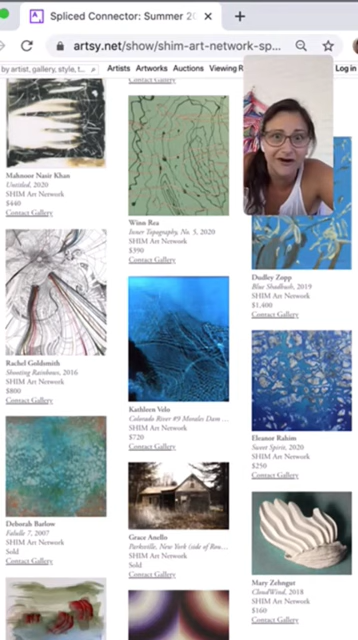 Spliced Connector: Summer 20
artsy.net/show/shim-art-network-sp...
by artist, gallery, style, t...
Artists Artworks Auctions Viewing R
Log in
Contact Gallery
Mahnoor Nasir Khan
Untitled, 2020
SHIM Art Network
$440
Contact Gallery
Rachel Goldsmith
Shooting Rainbows, 2016
SHIM Art Network
$800
Contact Gallery
Deborah Barlow
Falulle 7, 2007
SHIM Art Network
Sold
Contact Gallery
Winn Rea
Inner Topography, No. 5, 2020
SHIM Art Network
$390
Contact Gallery
Kathleen Velo
Colorado River #9 Morales Dam ...
SHIM Art Network
$720
Contact Gallery
Grace Anello
Parksville, New York (side of Rou...
SHIM Art Network
Sold
Contact Gallery
Dudley Zopp
Blue Shadbush, 2019
SHIM Art Network
$1,400
Contact Gallery
Eleanor Rahim
Sweet Spirit, 2020
SHIM Art Network
$250
Contact Gallery
Mary Zehngut
CloudWind, 2018
SHIM Art Network
$160
Contact Gallery